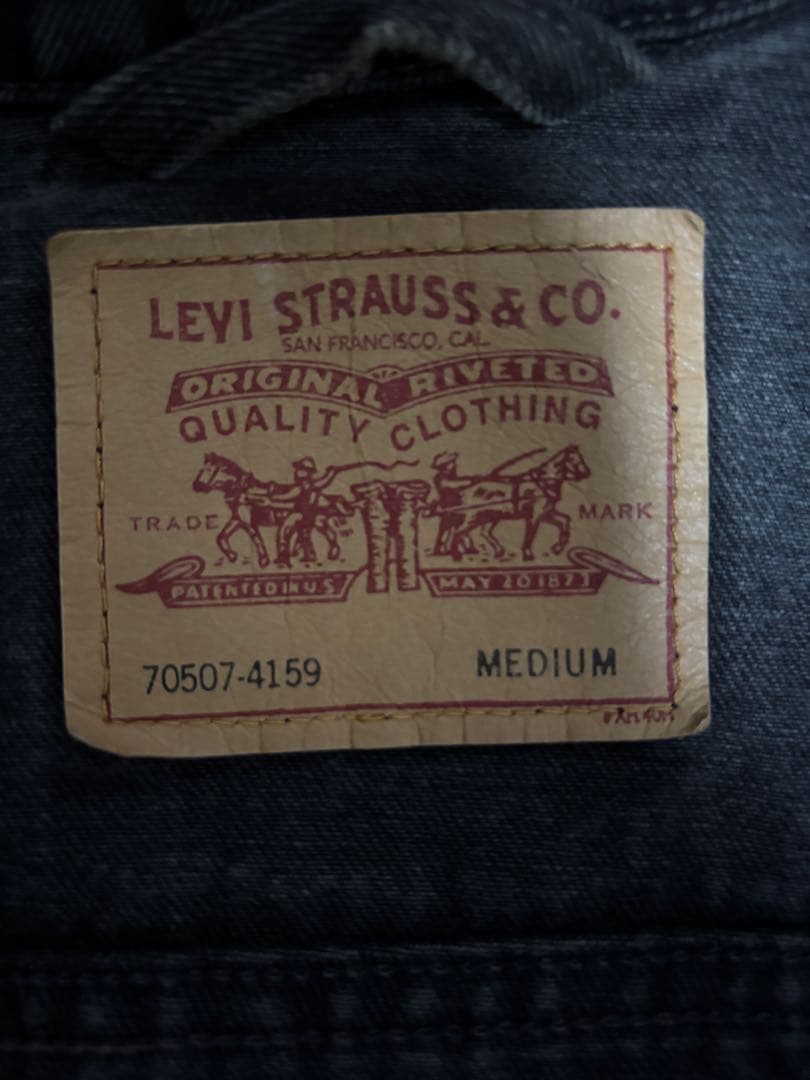 LEVI STRAUSS & CO.
SAN FRANCISCO, CAL.
ORIGINAL RIVETED
QUALITY CLOTHING
TRADE MARK
PATENTED IN U.S. MAY 20 1873
70507-4159 MEDIUM